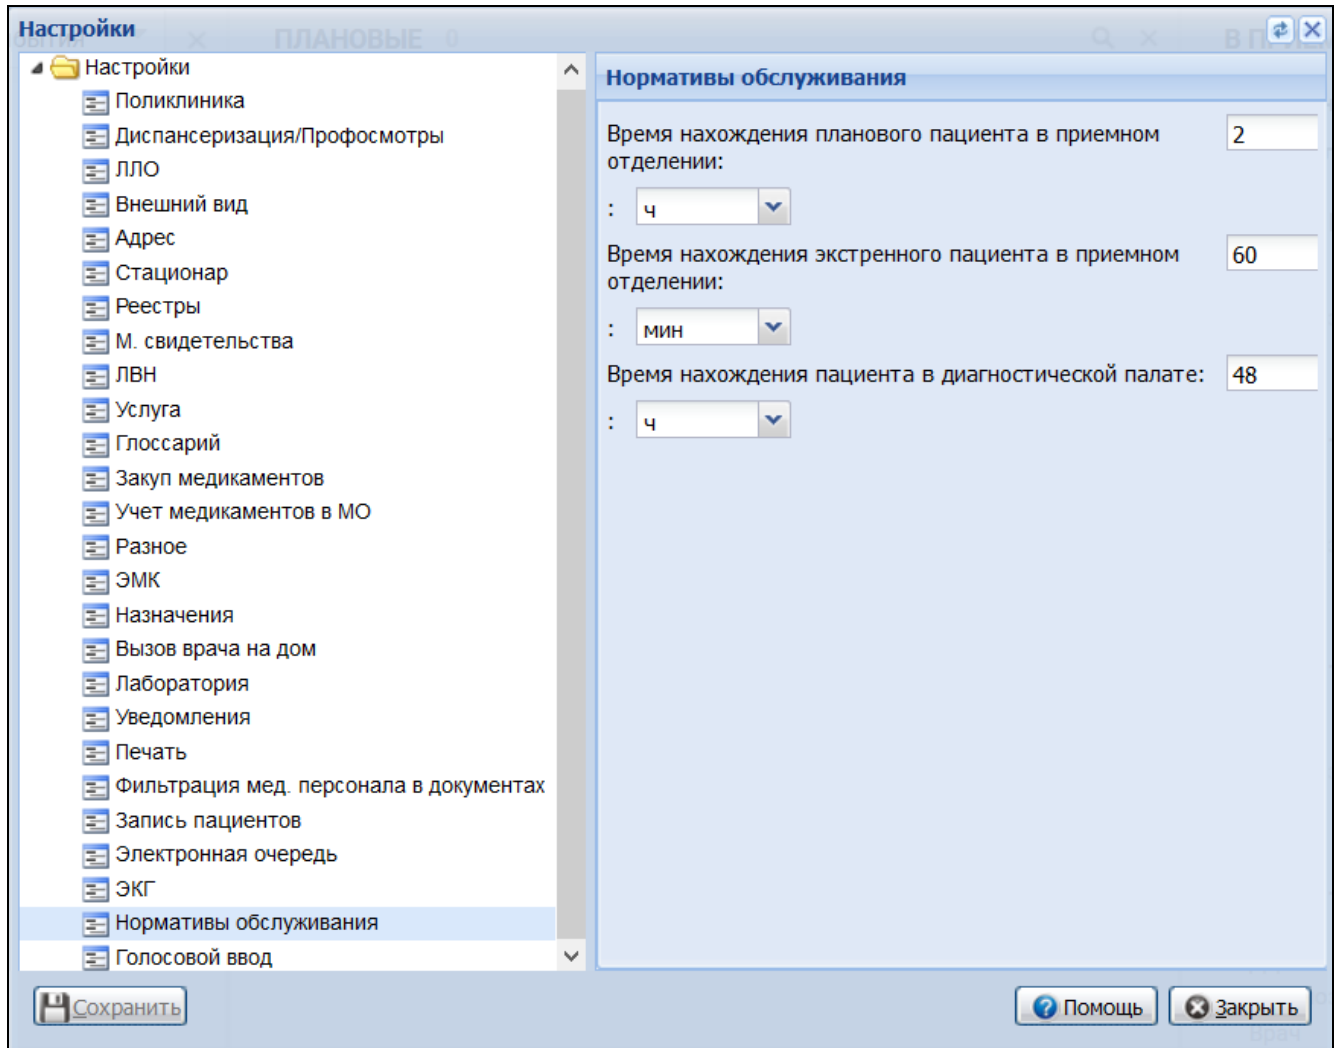 Настройки
ПЛАНОВЫЕ 0
Настройки
Поликлиника
Диспансеризация/Профосмотры
ЛЛО
Внешний вид
Адрес
Стационар
Реестры
М. свидетельства
ЛВН
Услуга
Глоссарий
Закуп медикаментов
Учет медикаментов в МО
Разное
ЭМК
Назначения
Вызов врача на дом
Лаборатория
Уведомления
Печать
Фильтрация мед. персонала в документах
Запись пациентов
Электронная очередь
ЭКГ
Нормативы обслуживания
Голосовой ввод
Нормативы обслуживания
Время нахождения планового пациента в приемном
отделении:
2
: ч
Время нахождения экстренного пациента в приемном
отделении:
60
: мин
Время нахождения пациента в диагностической палате: 48
: ч
Сохранить
Помощь
Закрыть
Врач